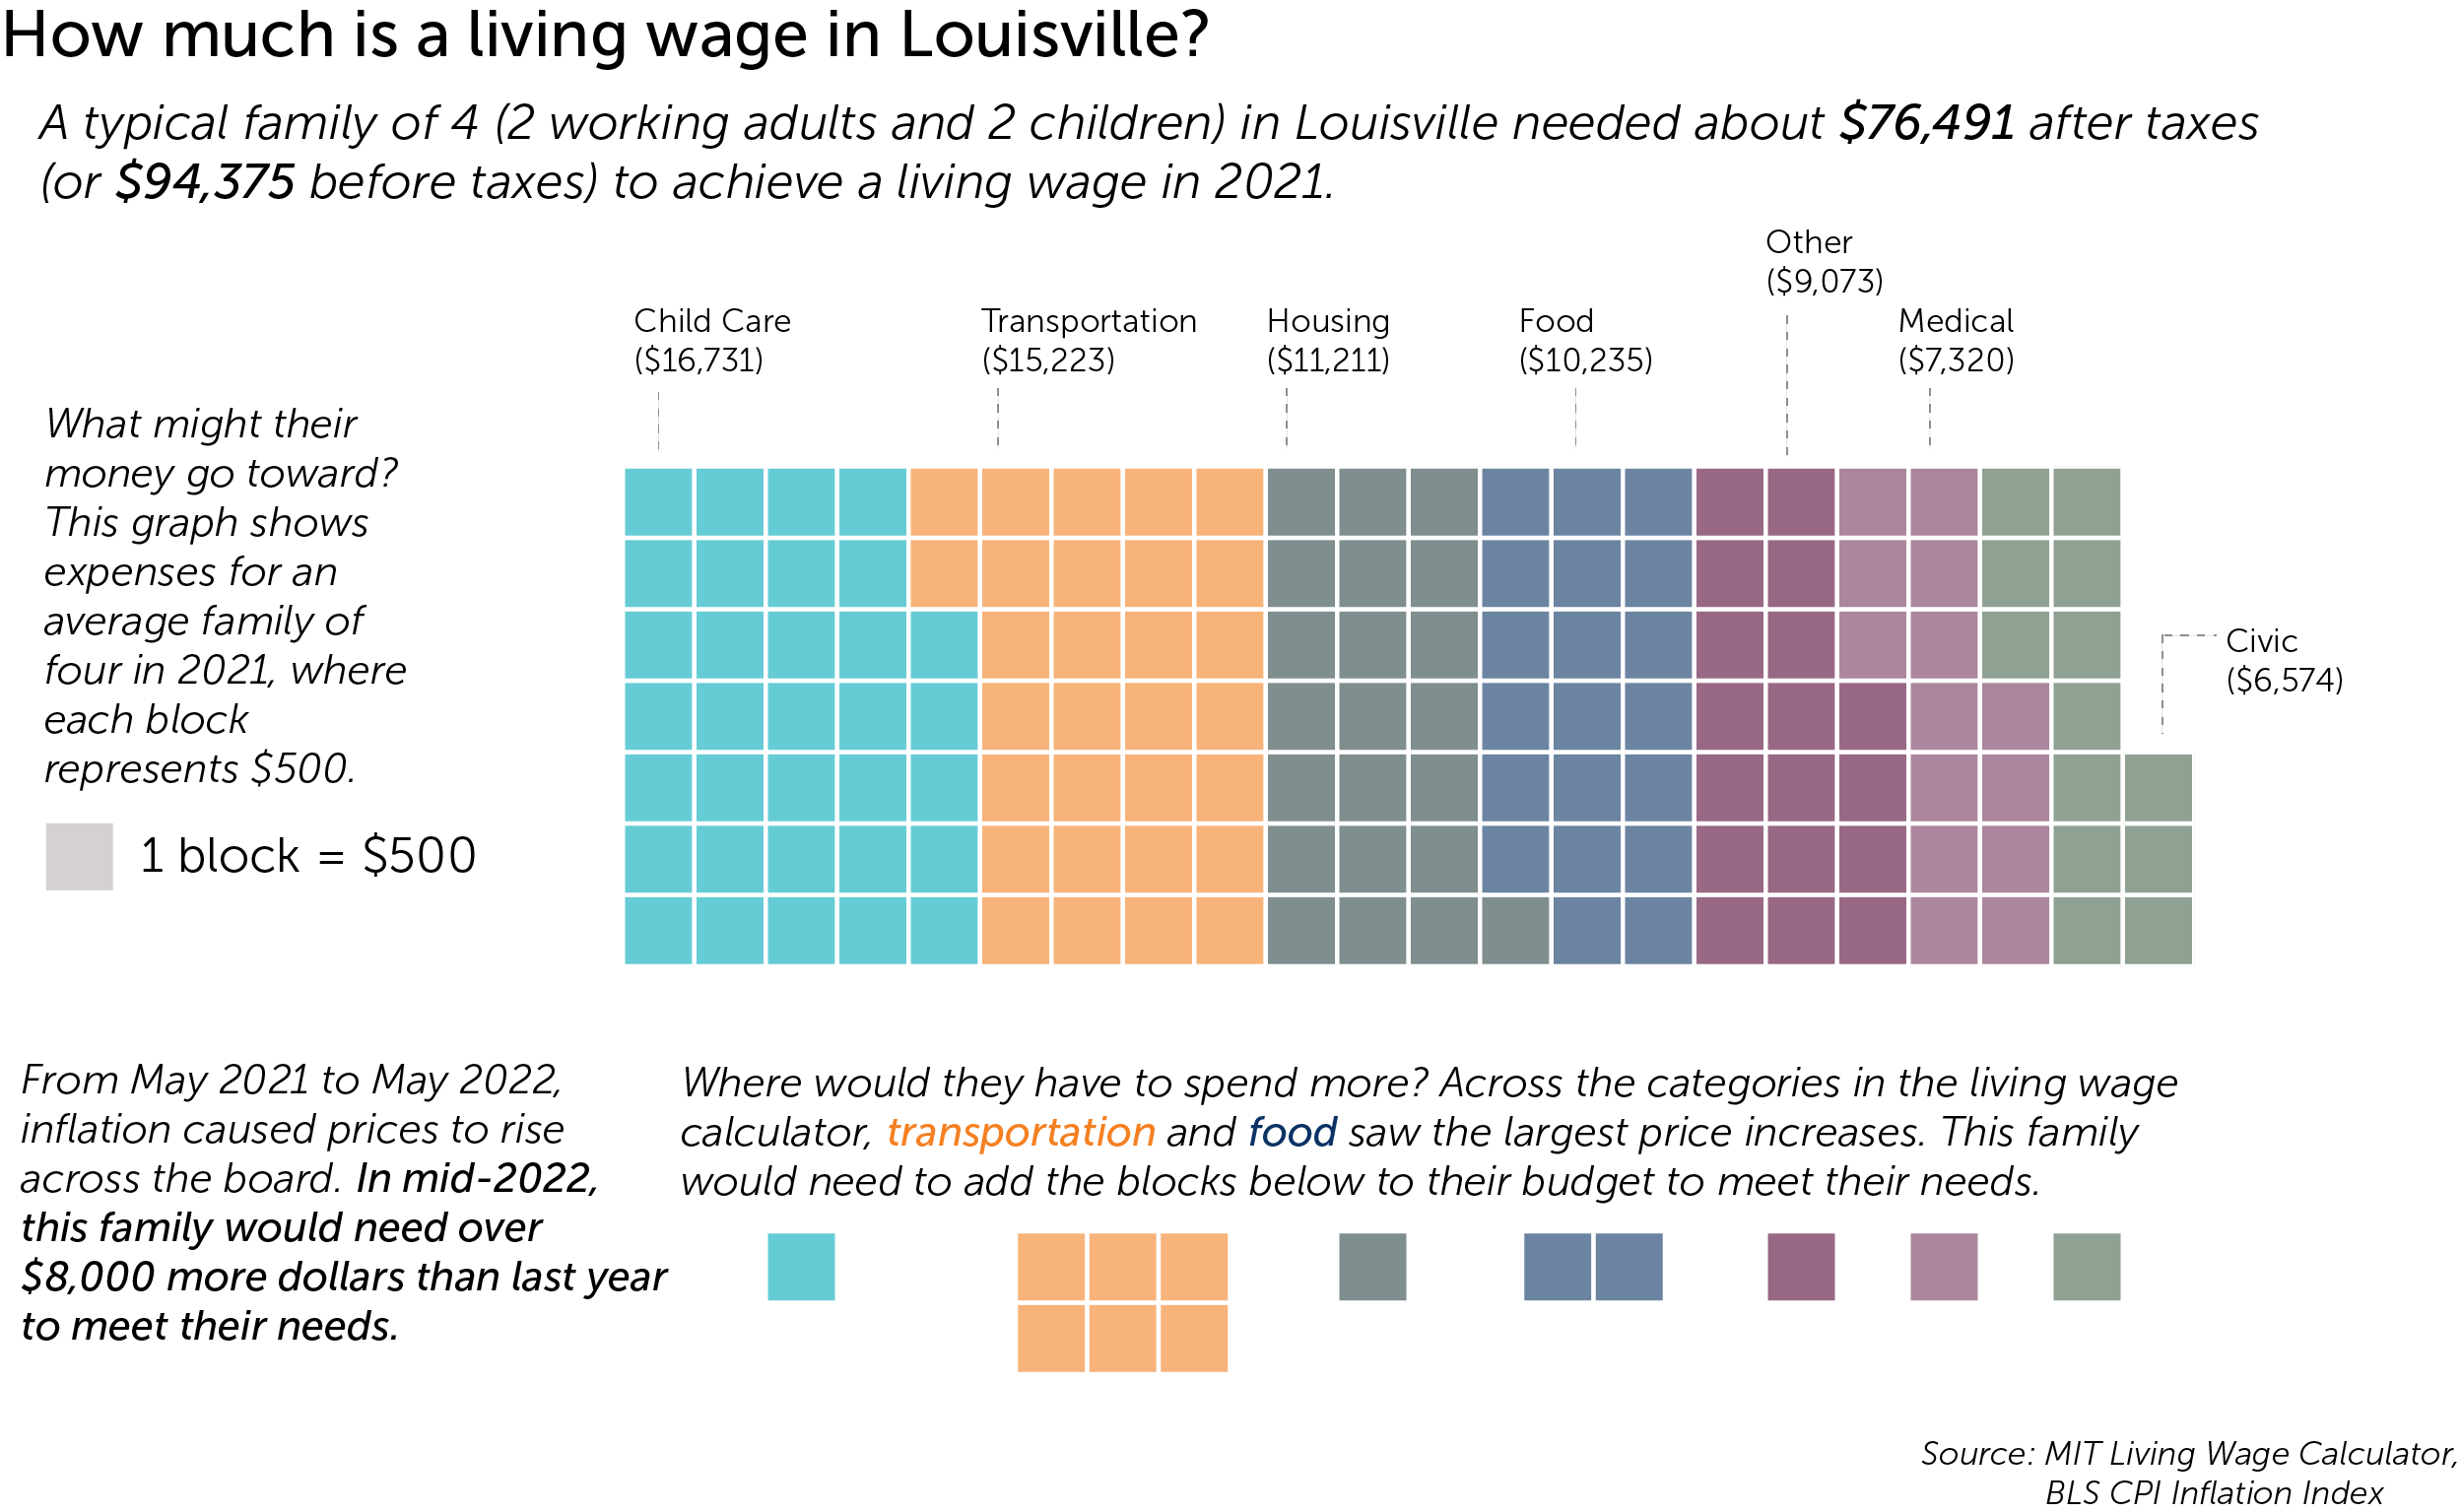 How much is a living wage in Louisville?
A typical family of 4 (2 working adults and 2 children) in Louisville needed about $76,491 after taxes
(or $94,375 before taxes) to achieve a living wage in 2021.
Other
($9,073)
Child Care
($16,731)
Transportation
($15,223)
Housing
($11,211)
Food
($10,235)
Medical
($7,320)
What might their
money go toward?
This graph shows
expenses for an
average family of
four in 2021, where
each block
represents $500.
1 block = $500
Civic
($6,574)
From May 2021 to May 2022,
inflation caused prices to rise
across the board. In mid-2022,
this family would need over
$8,000 more dollars than last year
to meet their needs.
Where would they have to spend more? Across the categories in the living wage
calculator, transportation and food saw the largest price increases. This family
would need to add the blocks below to their budget to meet their needs.
Source: MIT Living Wage Calculator,
BLS CPI Inflation Index